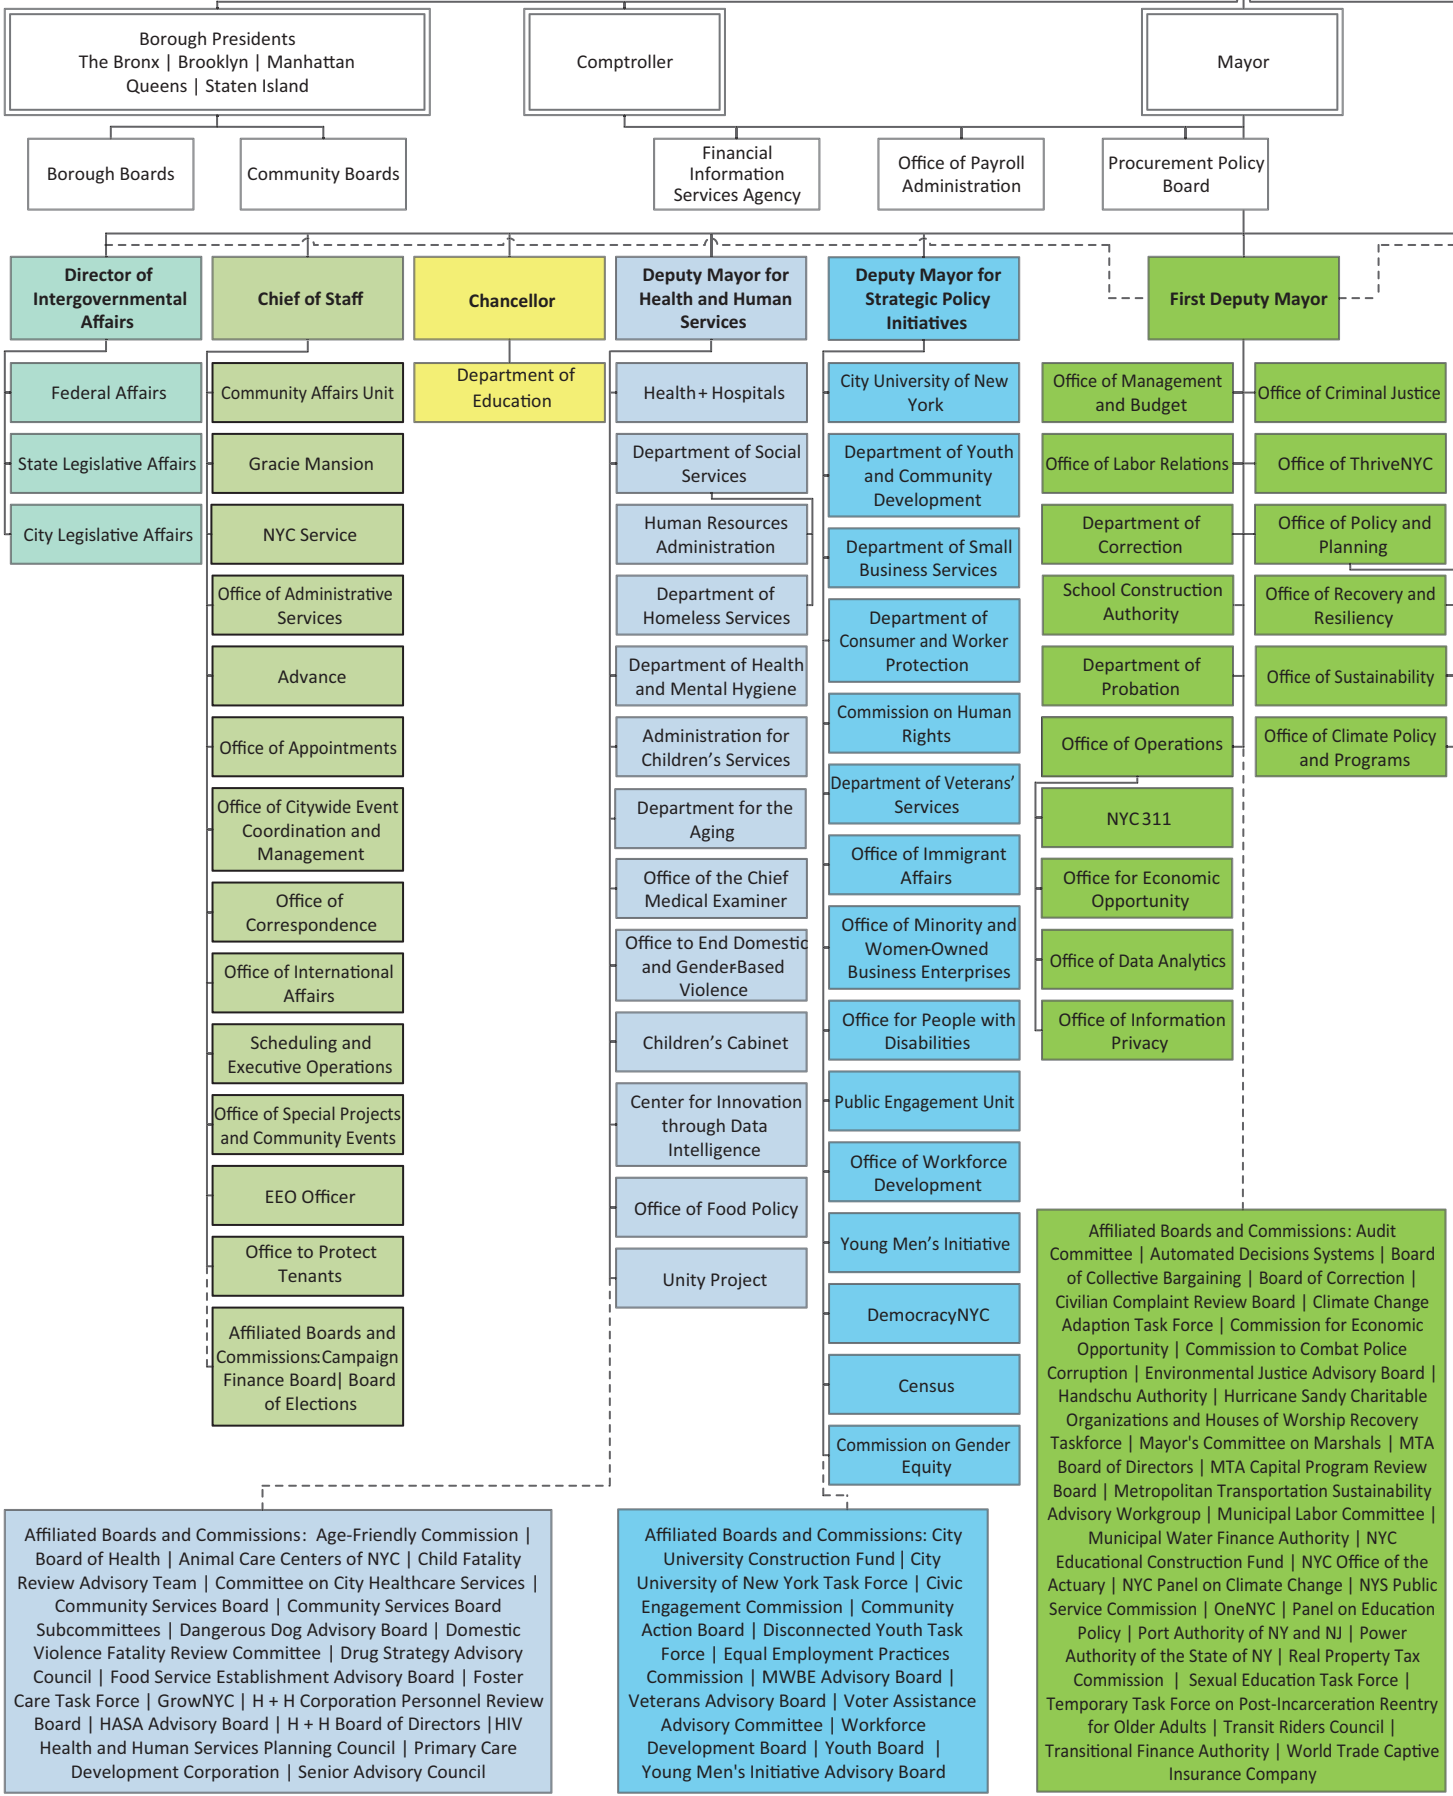 Borough Presidents
The Bronx | Brooklyn | Manhattan
Queens | Staten Island
Comptroller
Mayor
Borough Boards
Community Boards
Financial
Information
Services Agency
Office of Payroll
Administration
Procurement Policy
Board
Director of
Intergovernmental
Affairs
Chief of Staff
Chancellor
Deputy Mayor for
Health and Human
Services
Deputy Mayor for
Strategic Policy
Initiatives
First Deputy Mayor
Federal Affairs
State Legislative Affairs
City Legislative Affairs
Community Affairs Unit
Gracie Mansion
NYC Service
Office of Administrative
Services
Advance
Office of Appointments
Office of Citywide Event
Coordination and
Management
Office of
Correspondence
Office of International
Affairs
Scheduling and
Executive Operations
Office of Special Projects
and Community Events
EEO Officer
Office to Protect
Tenants
Affiliated Boards and
Commissions:Campaign
Finance Board| Board
of Elections
Department of
Education
Health+ Hospitals
Department of Social
Services
Human Resources
Administration
Department of
Homeless Services
Department of Health
and Mental Hygiene
Administration for
Children's Services
Department for the
Aging
Office of the Chief
Medical Examiner
Office to End Domestic
and Gender-Based
Violence
Children's Cabinet
Center for Innovation
through Data
Intelligence
Office of Food Policy
Unity Project
City University of New
York
Department of Youth
and Community
Development
Department of Small
Business Services
Department of
Consumer and Worker
Protection
Commission on Human
Rights
Department of Veterans'
Services
Office of Immigrant
Affairs
Office of Minority and
Women-Owned
Business Enterprises
Office for People with
Disabilities
Public Engagement Unit
Office of Workforce
Development
Young Men's Initiative
DemocracyNYC
Census
Commission on Gender
Equity
Office of Management
and Budget
Office of Labor Relations
Department of
Correction
School Construction
Authority
Department of
Probation
Office of Operations
NYC 311
Office for Economic
Opportunity
Office of Data Analytics
Office of Information
Privacy
Office of Criminal Justice
Office of ThriveNYC
Office of Policy and
Planning
Office of Recovery and
Resiliency
Office of Sustainability
Office of Climate Policy
and Programs
Affiliated Boards and Commissions: Age-Friendly Commission |
Board of Health | Animal Care Centers of NYC | Child Fatality
Review Advisory Team | Committee on City Healthcare Services |
Community Services Board | Community Services Board
Subcommittees | Dangerous Dog Advisory Board | Domestic
Violence Fatality Review Committee | Drug Strategy Advisory
Council | Food Service Establishment Advisory Board | Foster
Care Task Force | GrowNYC | H + H Corporation Personnel Review
Board | HASA Advisory Board | H + H Board of Directors |HIV
Health and Human Services Planning Council | Primary Care
Development Corporation | Senior Advisory Council
Affiliated Boards and Commissions: City
University Construction Fund | City
University of New York Task Force | Civic
Engagement Commission | Community
Action Board | Disconnected Youth Task
Force | Equal Employment Practices
Commission | MWBE Advisory Board |
Veterans Advisory Board | Voter Assistance
Advisory Committee | Workforce
Development Board | Youth Board |
Young Men's Initiative Advisory Board
Affiliated Boards and Commissions: Audit
Committee | Automated Decisions Systems | Board
of Collective Bargaining | Board of Correction |
Civilian Complaint Review Board | Climate Change
Adaption Task Force | Commission for Economic
Opportunity | Commission to Combat Police
Corruption | Environmental Justice Advisory Board |
Handschu Authority | Hurricane Sandy Charitable
Organizations and Houses of Worship Recovery
Taskforce | Mayor's Committee on Marshals | MTA
Board of Directors | MTA Capital Program Review
Board | Metropolitan Transportation Sustainability
Advisory Workgroup | Municipal Labor Committee |
Municipal Water Finance Authority | NYC
Educational Construction Fund | NYC Office of the
Actuary | NYC Panel on Climate Change | NYS Public
Service Commission | OneNYC | Panel on Education
Policy | Port Authority of NY and NJ | Power
Authority of the State of NY | Real Property Tax
Commission | Sexual Education Task Force |
Temporary Task Force on Post-Incarceration Reentry
for Older Adults | Transit Riders Council |
Transitional Finance Authority | World Trade Captive
Insurance Company